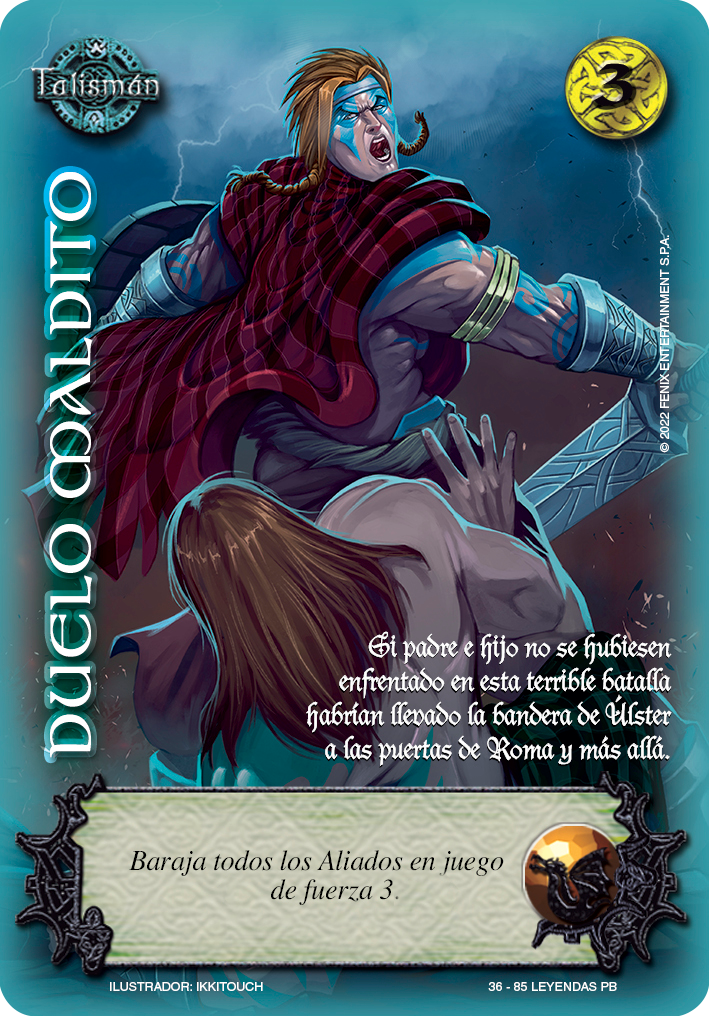 Talismán
3
DUELO MALDITO
© 2022 FENIX ENTERTAINMENT S.P.A.
Si padre e hijo no se hubiesen
enfrentado en esta terrible batalla
habrían llevado la bandera de Úlster
a las puertas de Roma y más allá.
Baraja todos los Aliados en juego
de fuerza 3.
ILUSTRADOR: IKKITOUCH
36 - 85 LEYENDAS PB